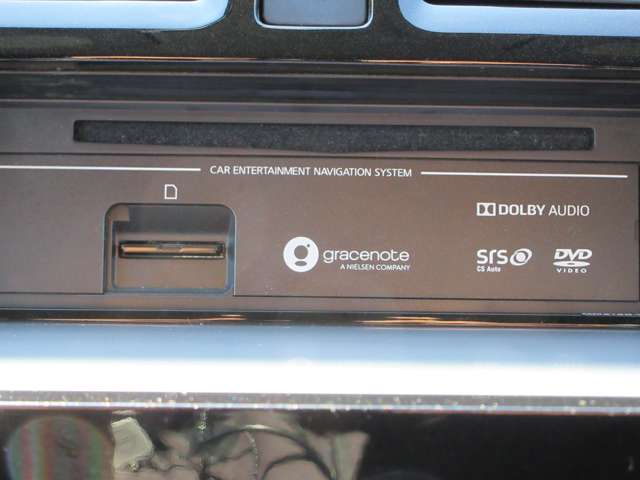 CAR ENTERTAINMENT NAVIGATION SYSTEM
DOLBY AUDIO
gracenote
A NIELSEN COMPANY
SRS
CS Auto
DVD
VIDEO